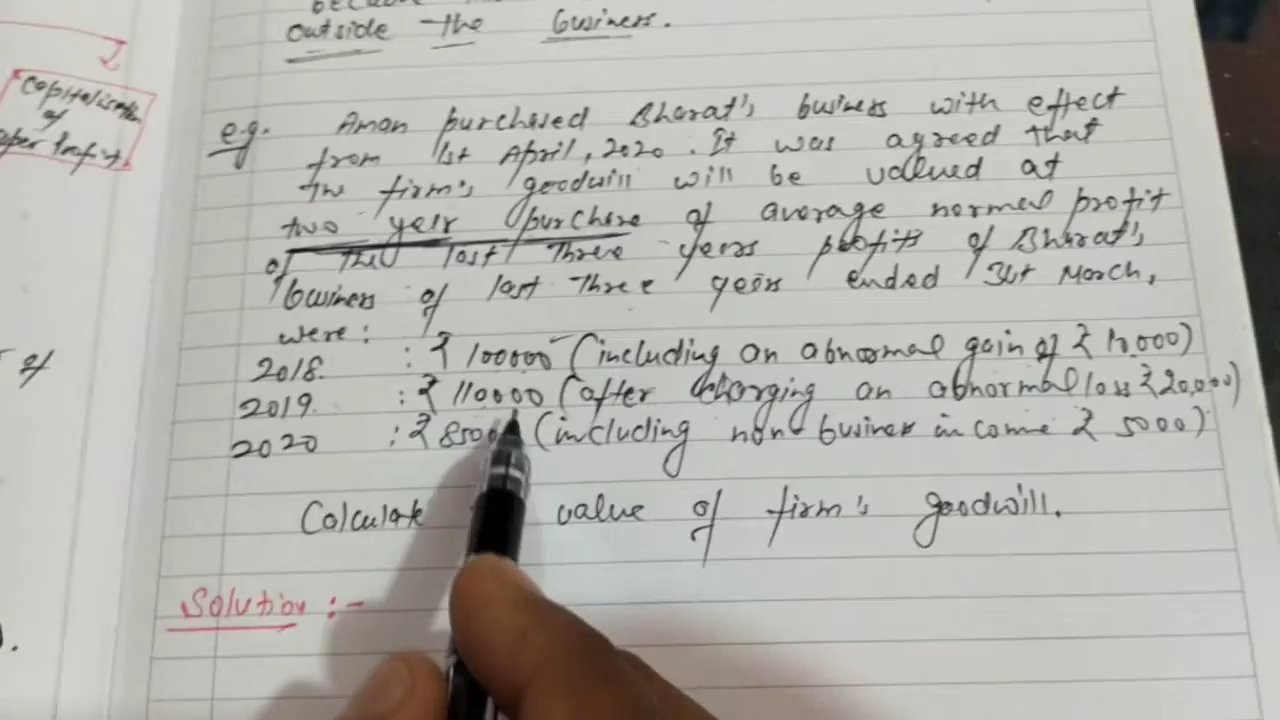 outside the business.
Capitalisation
of
super Profit
e.g. Aman purchased Bharat's business with effect
from 1st April, 2020. It was agreed that
the firm's goodwill will be valued at
two year purchase of average normal profit
of the last three years profits of Bharat's
business of last three years ended 31st March,
were:
2018 : ₹ 100000 (including an abnormal gain of ₹ 10,000)
2019 : ₹ 110000 (after charging an abnormal loss ₹ 20,000)
2020 : ₹ 8500 (including non business income ₹ 5000)
Calculate value of firm's goodwill.
of
Solution :-